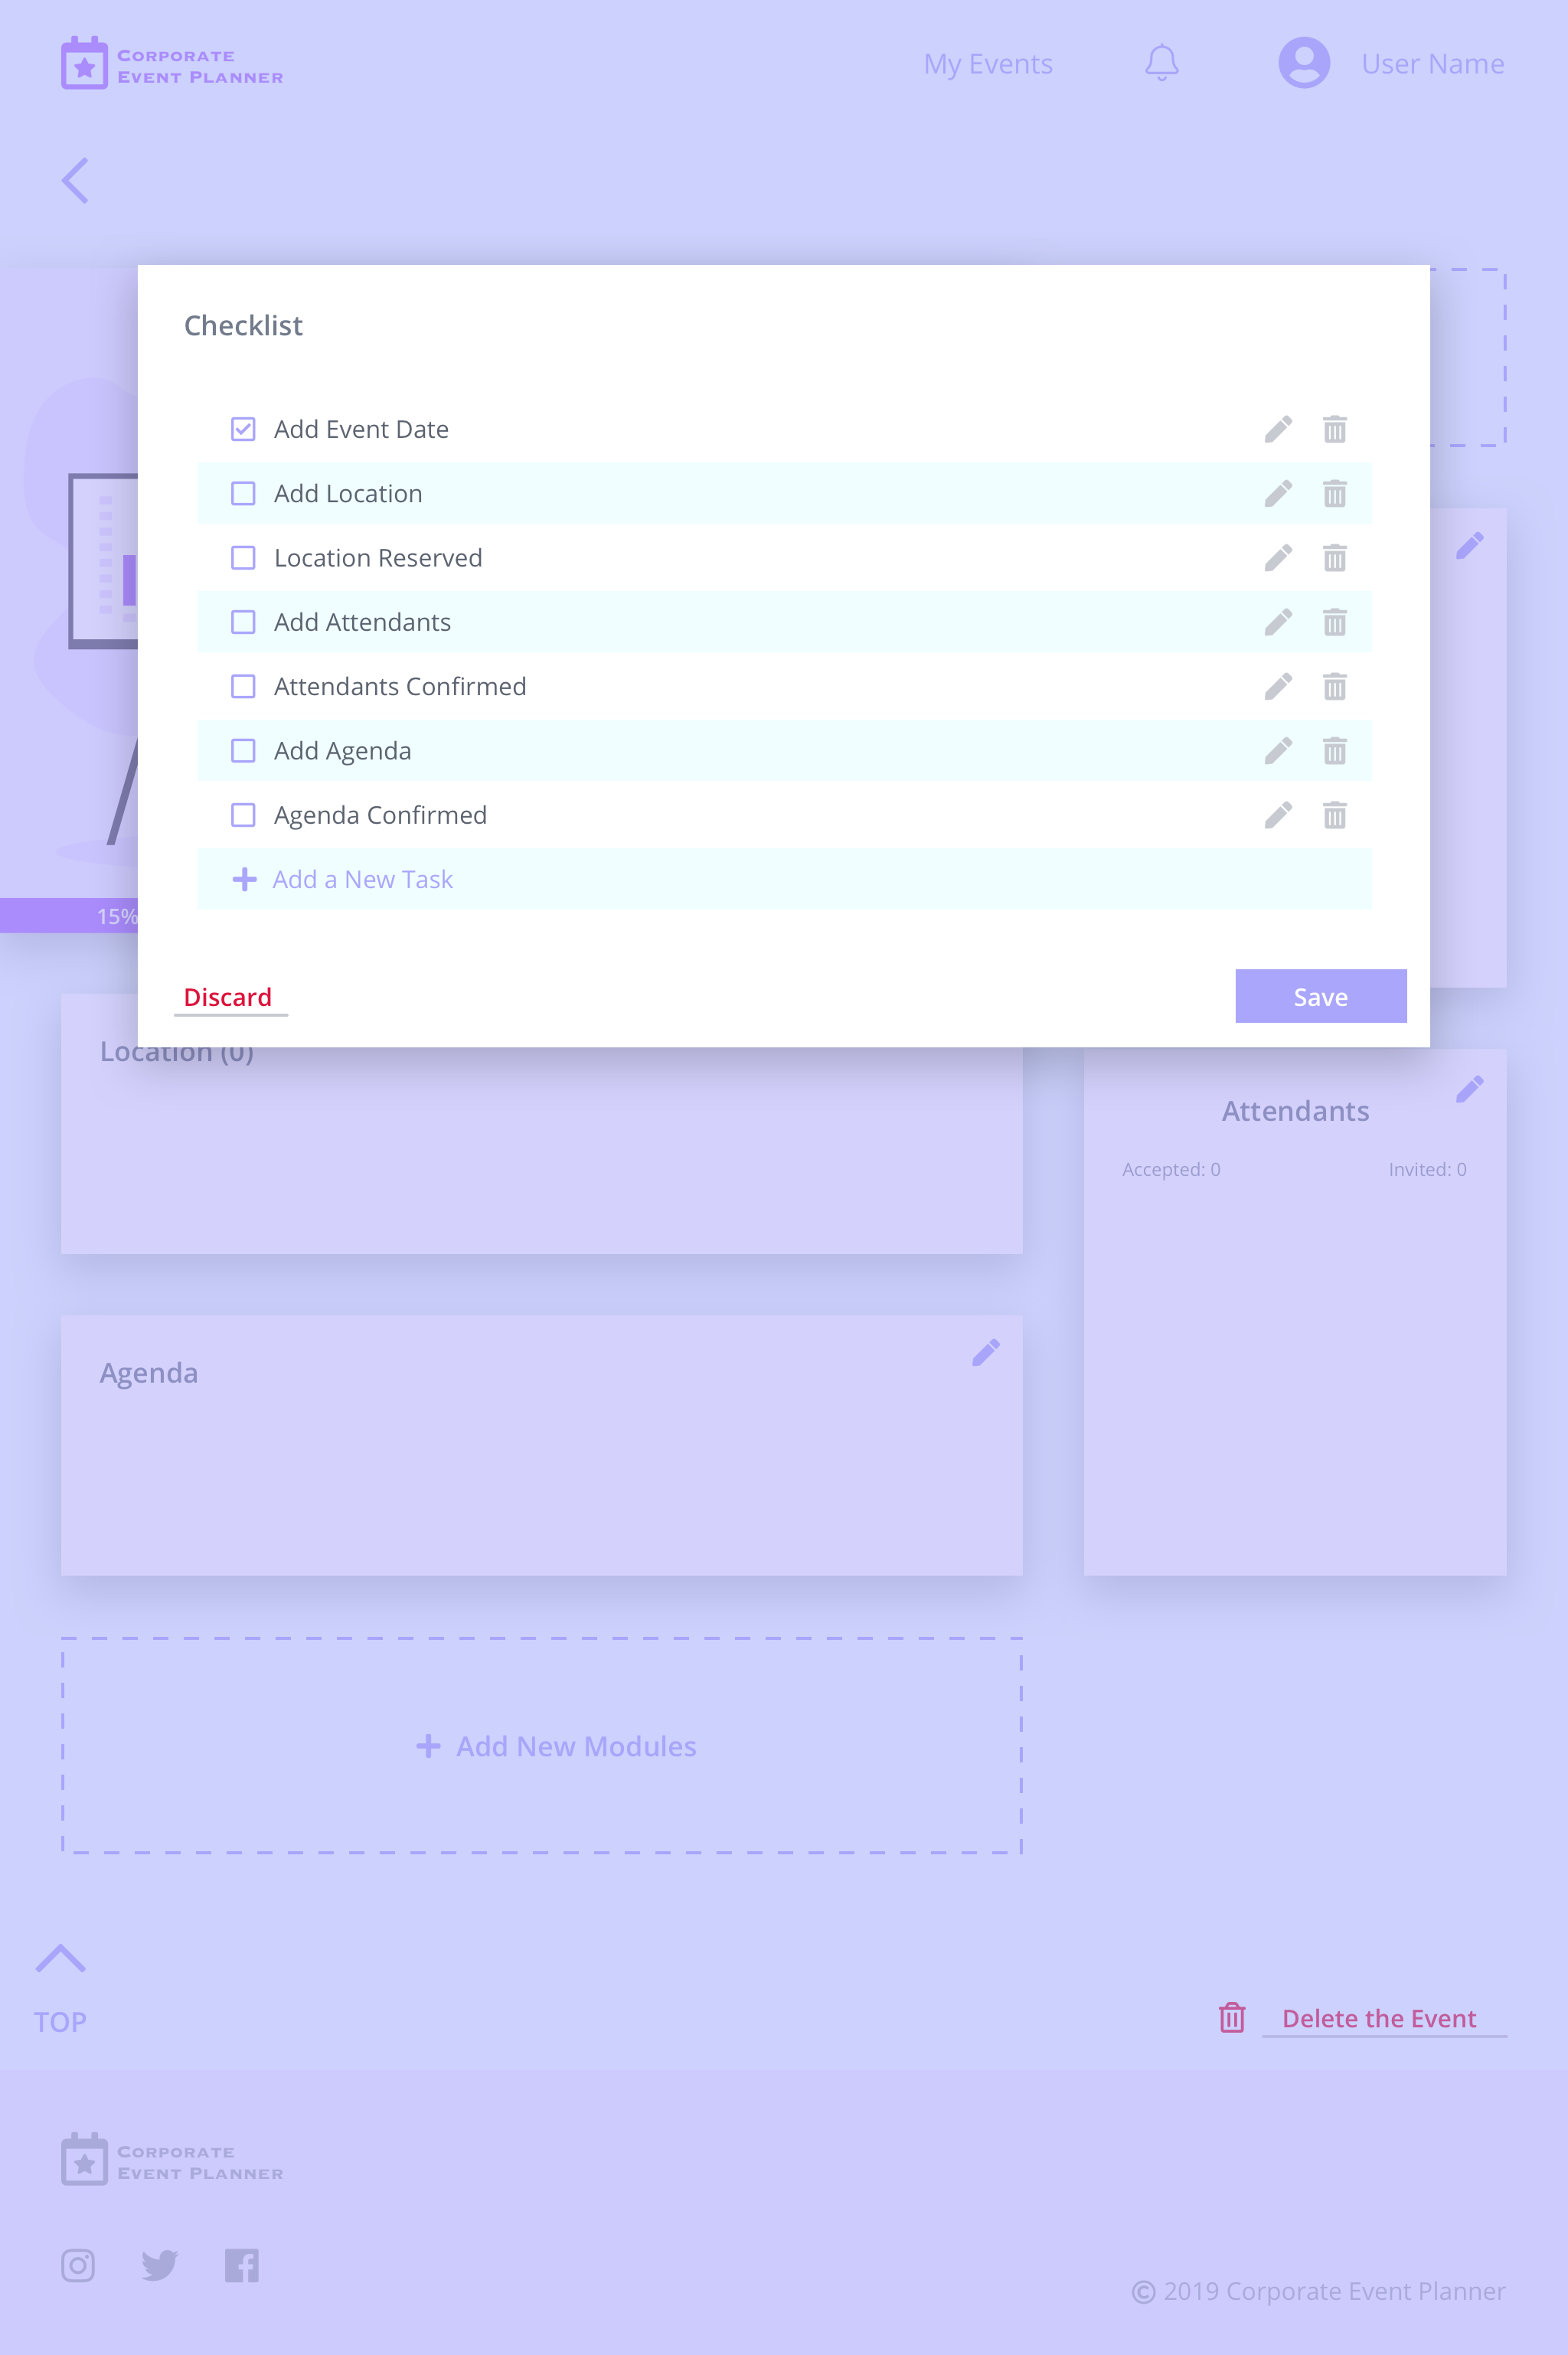 CORPORATE
EVENT PLANNER
My Events
User Name
Checklist
Add Event Date
Add Location
Location Reserved
Add Attendants
Attendants Confirmed
Add Agenda
Agenda Confirmed
Add a New Task
15%
Discard
Save
Location (0)
Attendants
Accepted: 0
Invited: 0
Agenda
Add New Modules
TOP
Delete the Event
CORPORATE
EVENT PLANNER
© 2019 Corporate Event Planner